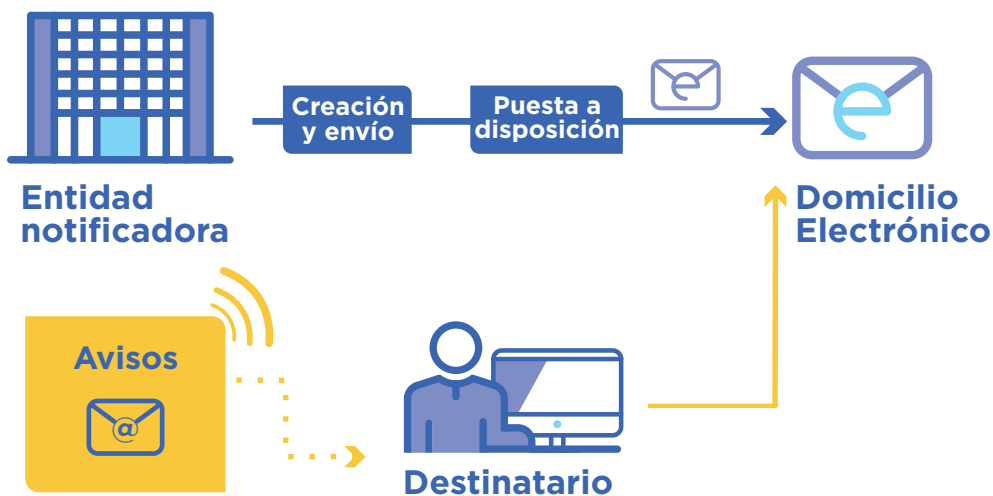 Creación
y envío
Puesta a
disposición
e
e
Entidad
notificadora
Domicilio
Electrónico
Avisos
@
Destinatario